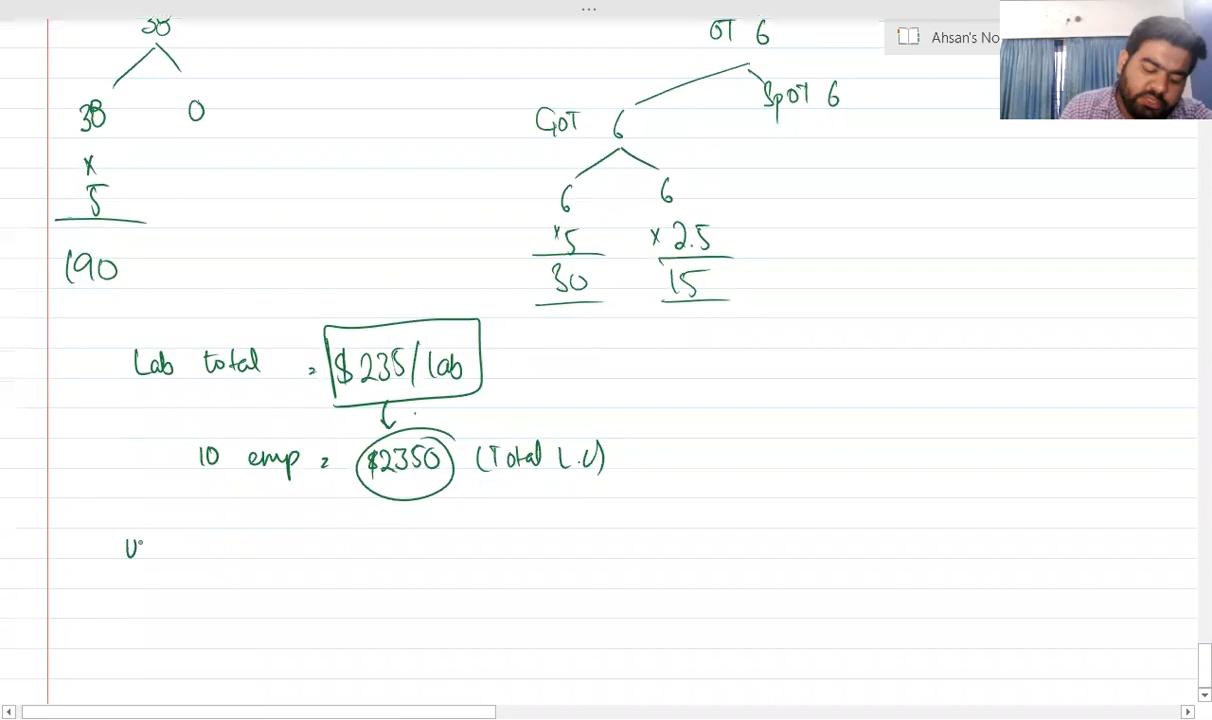 38
OT 6
Ahsan's No
38 0
GOT 6
SpOT 6
x
5
6 6
x 5
x 2.5
190
30
15
Lab total = $235/lab
10 emp = $2350 (Total L.C)